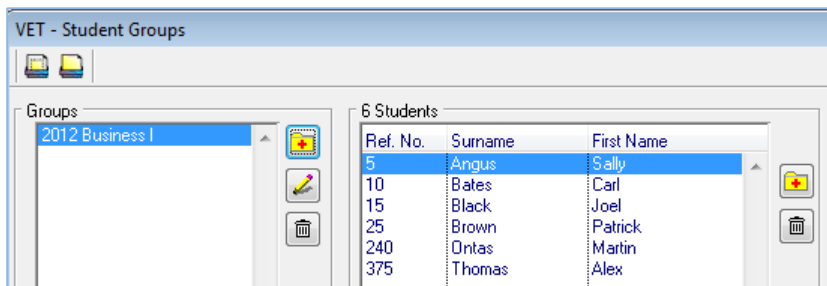 VET - Student Groups
Groups
2012 Business I
6 Students
Ref. No. Surname First Name
5 Angus Sally
10 Bates Carl
15 Black Joel
25 Brown Patrick
240 Ontas Martin
375 Thomas Alex